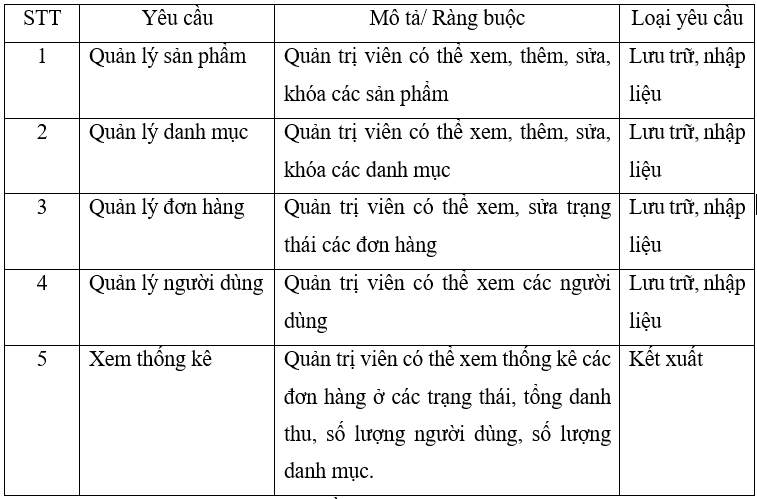 STT Yêu cầu Mô tả/ Ràng buộc Loại yêu cầu
1 Quản lý sản phẩm Quản trị viên có thể xem, thêm, sửa, Lưu trữ, nhập
khóa các sản phẩm liệu
2 Quản lý danh mục Quản trị viên có thể xem, thêm, sửa, Lưu trữ, nhập
khóa các danh mục liệu
3 Quản lý đơn hàng Quản trị viên có thể xem, sửa trạng Lưu trữ, nhập
thái các đơn hàng liệu
4 Quản lý người dùng Quản trị viên có thể xem các người Lưu trữ, nhập
dùng liệu
5 Xem thống kê Quản trị viên có thể xem thống kê các Kết xuất
đơn hàng ở các trạng thái, tổng danh
thu, số lượng người dùng, số lượng
danh mục.